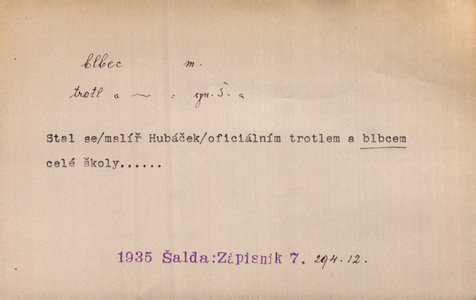 blbec m.
trotl a ~ : syn. S. a
Stal se/malíř Hubáček/oficiálním trotlem a blbcem
celé školy......
1935 Šalda:Zápisník 7. 294.12.